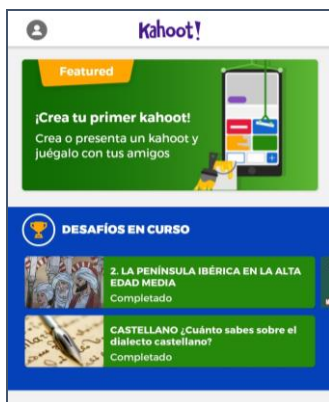 Kahoot!
Featured
¡Crea tu primer kahoot!
Crea o presenta un kahoot y
juégalo con tus amigos
DESAFÍOS EN CURSO
2. LA PENÍNSULA IBÉRICA EN LA ALTA
EDAD MEDIA
Completado
CASTELLANO ¿Cuánto sabes sobre el
dialecto castellano?
Completado